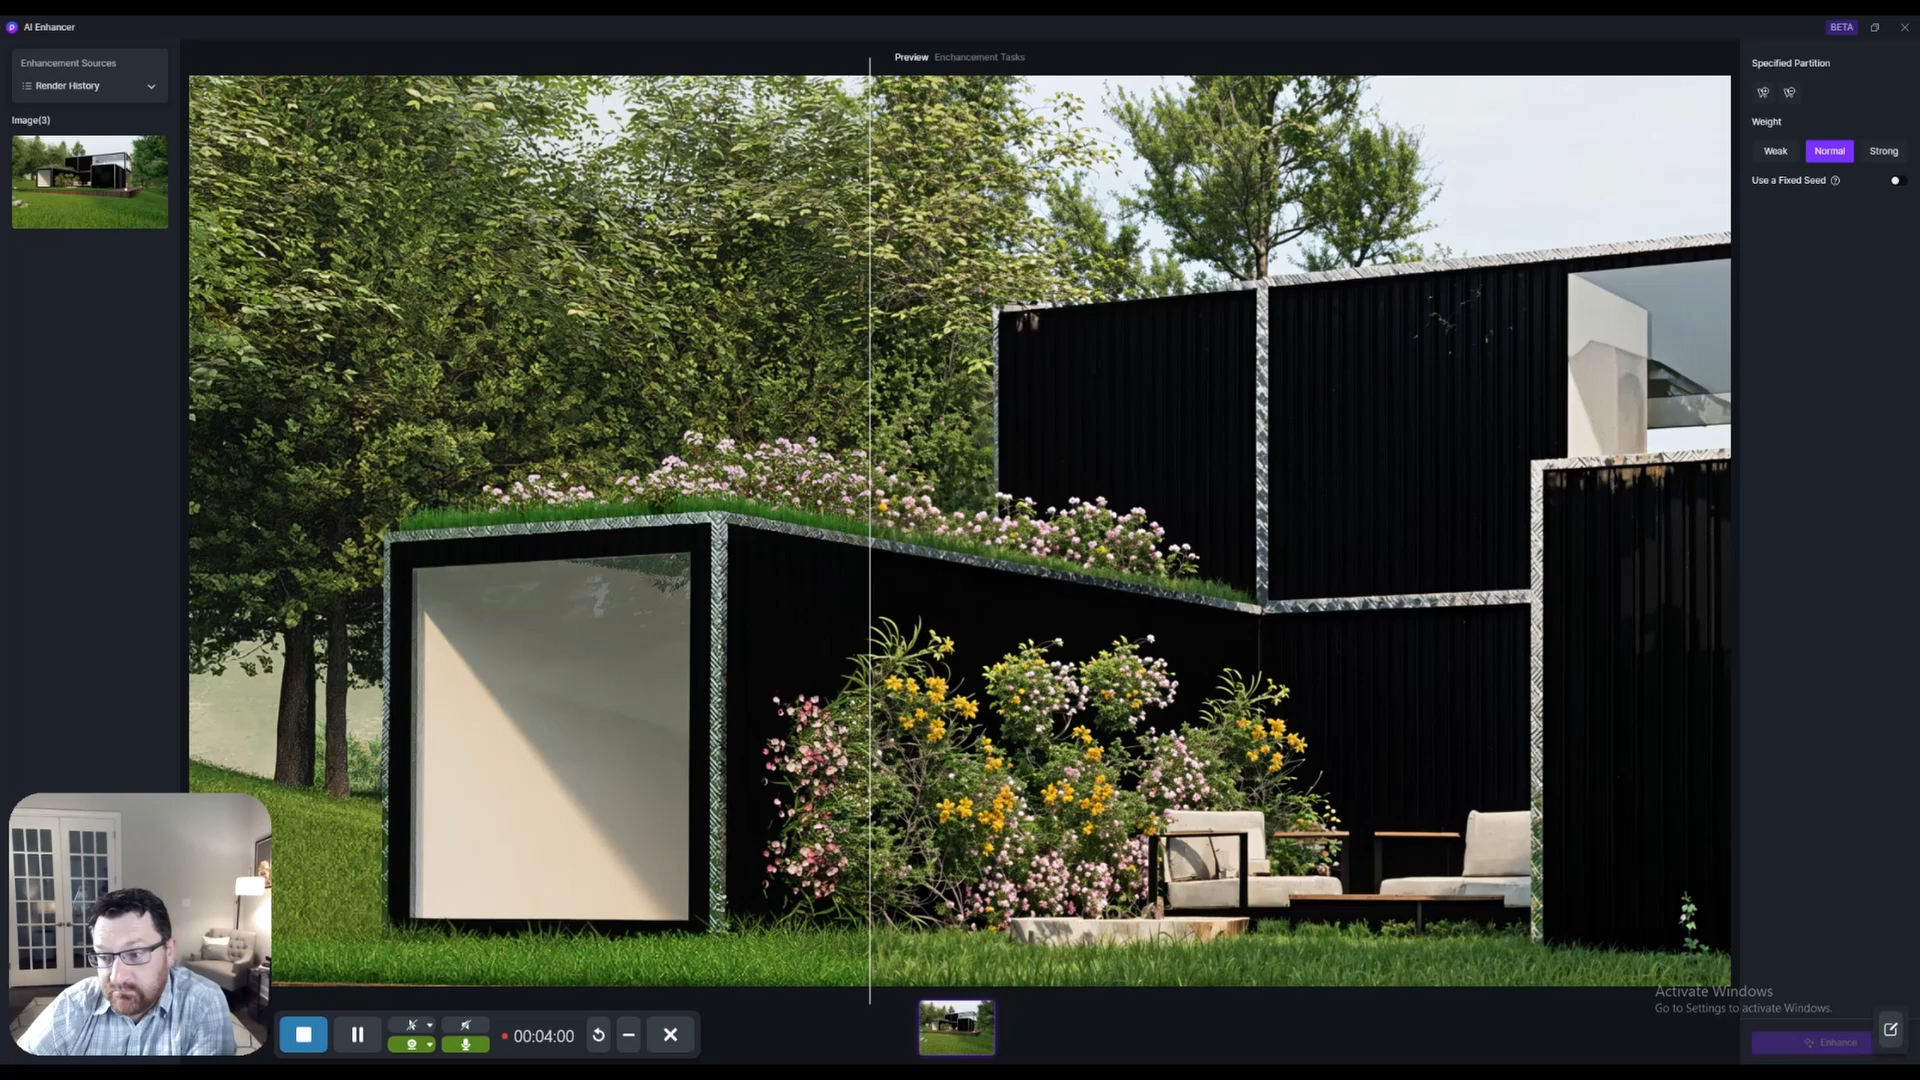 AI Enhancer
BETA
Enhancement Sources
Render History
Image(3)
Preview Enchancement Tasks
Specified Partition
Weight
Weak Normal Strong
Use a Fixed Seed
00:04:00
Activate Windows
Go to Settings to activate Windows.
Enhance